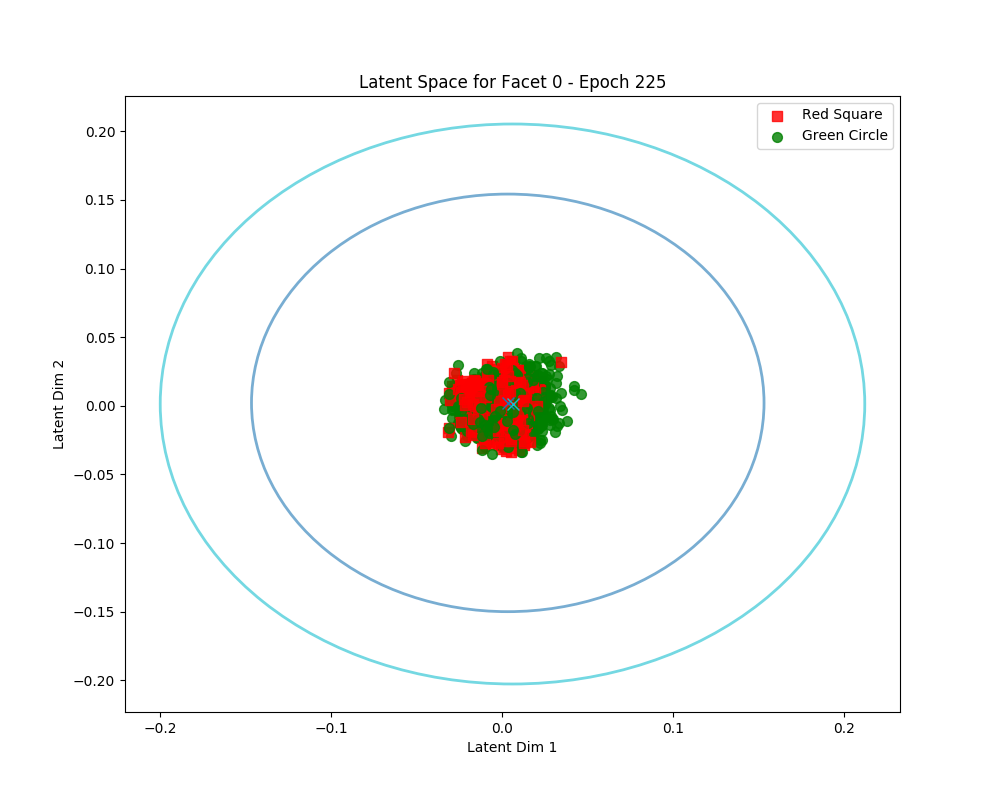 Latent Space for Facet 0 - Epoch 225
Red Square
Green Circle
0.20
0.15
0.10
0.05
0.00
−0.05
−0.10
−0.15
−0.20
Latent Dim 2
−0.2
−0.1
0.0
0.1
0.2
Latent Dim 1